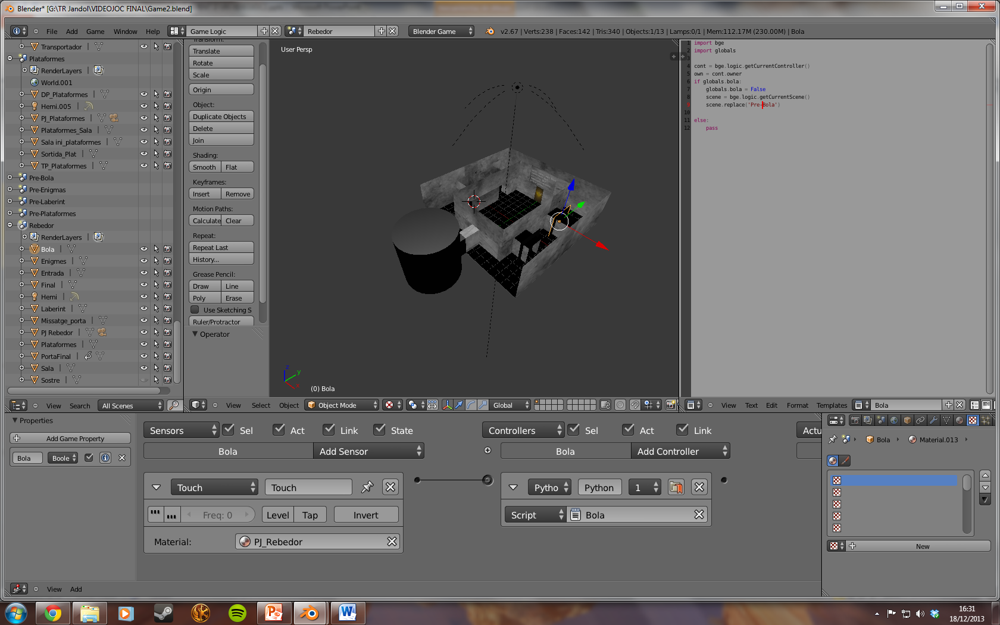 Blender* [G:\TR Jandol\VIDEOJOC FINAL\Game2.blend]
File Add Game Window Help Game Logic Rebedor Blender Game v2.67 | Verts:238 | Faces:142 | Tris:340 | Objects:1/13 | Lamps:0/1 | Mem:112.17M (230.00M) | Bola
Transportador
Plataformes
RenderLayers
World.001
DP_Plataformes
Hemi.005
PJ_Plataformes
Plataformes_Sala
Sala ini_plataformes
Sortida_Plat
TP_Plataformes
Pre-Bola
Pre-Enigmas
Pre-Laberint
Pre-Plataformes
Rebedor
RenderLayers
Bola
Enigmes
Entrada
Final
Hemi
Laberint
Missatge_porta
PJ Rebedor
Plataformes
PortaFinal
Sala
Sostre
View Search All Scenes
Transform:
Translate
Rotate
Scale
Origin
Object:
Duplicate Objects
Delete
Join
Shading:
Smooth Flat
Keyframes:
Insert Remove
Motion Paths:
Calculate Clear
Repeat:
Repeat Last
History...
Grease Pencil:
Draw Line
Poly Erase
Use Sketching S
Ruler/Protractor
Operator
User Persp
z
y
x
(0) Bola
View Select Object Object Mode Global
1 import bge
2 import globals
3
4 cont = bge.logic.getCurrentController()
5 own = cont.owner
6 if globals.bola:
7 globals.bola = False
8 scene = bge.logic.getCurrentScene()
9 scene.replace('Pre-Bola')
10
11 else:
12 pass
View Text Edit Format Templates Bola
Properties
Add Game Property
Bola Boole
Sensors Sel Act Link State
Bola Add Sensor
Touch Touch
Freq: 0 Level Tap Invert
Material: PJ_Rebedor
Controllers Sel Act Link
Bola Add Controller
Pytho Python 1
Script Bola
Actu
Bola Material.013
New
View Add
16:31
18/12/2013